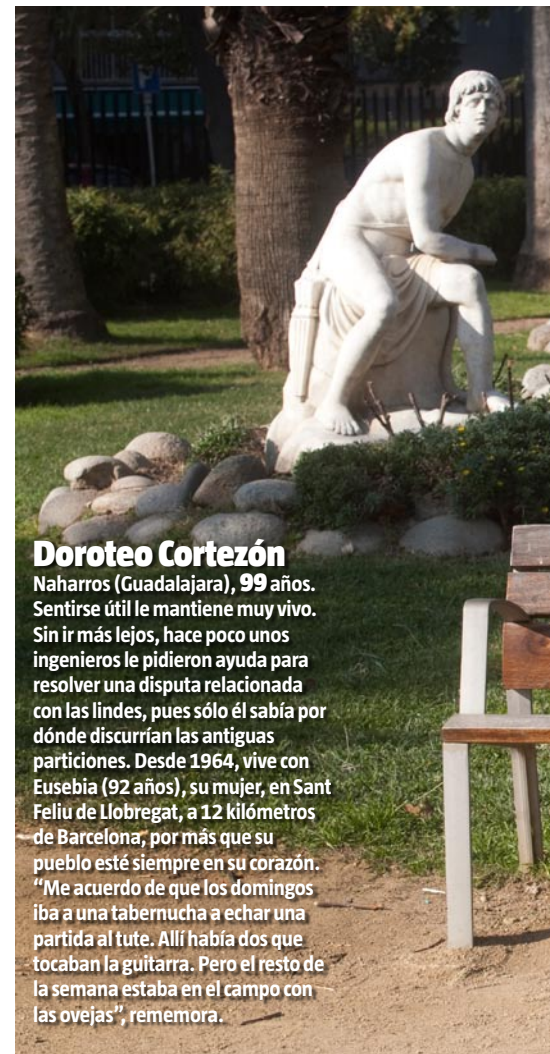 Doroteo Cortezón
Naharros (Guadalajara), 99 años.
Sentirse útil le mantiene muy vivo.
Sin ir más lejos, hace poco unos
ingenieros le pidieron ayuda para
resolver una disputa relacionada
con las lindes, pues sólo él sabía por
dónde discurrían las antiguas
particiones. Desde 1964, vive con
Eusebia (92 años), su mujer, en Sant
Feliu de Llobregat, a 12 kilómetros
de Barcelona, por más que su
pueblo esté siempre en su corazón.
“Me acuerdo de que los domingos
iba a una tabernucha a echar una
partida al tute. Allí había dos que
tocaban la guitarra. Pero el resto de
la semana estaba en el campo con
las ovejas”, rememora.